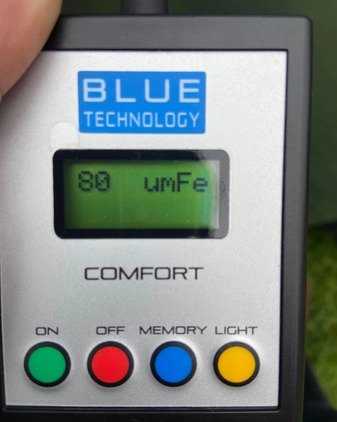 BLUE
TECHNOLOGY
80 umFe
COMFORT
ON OFF MEMORY LIGHT